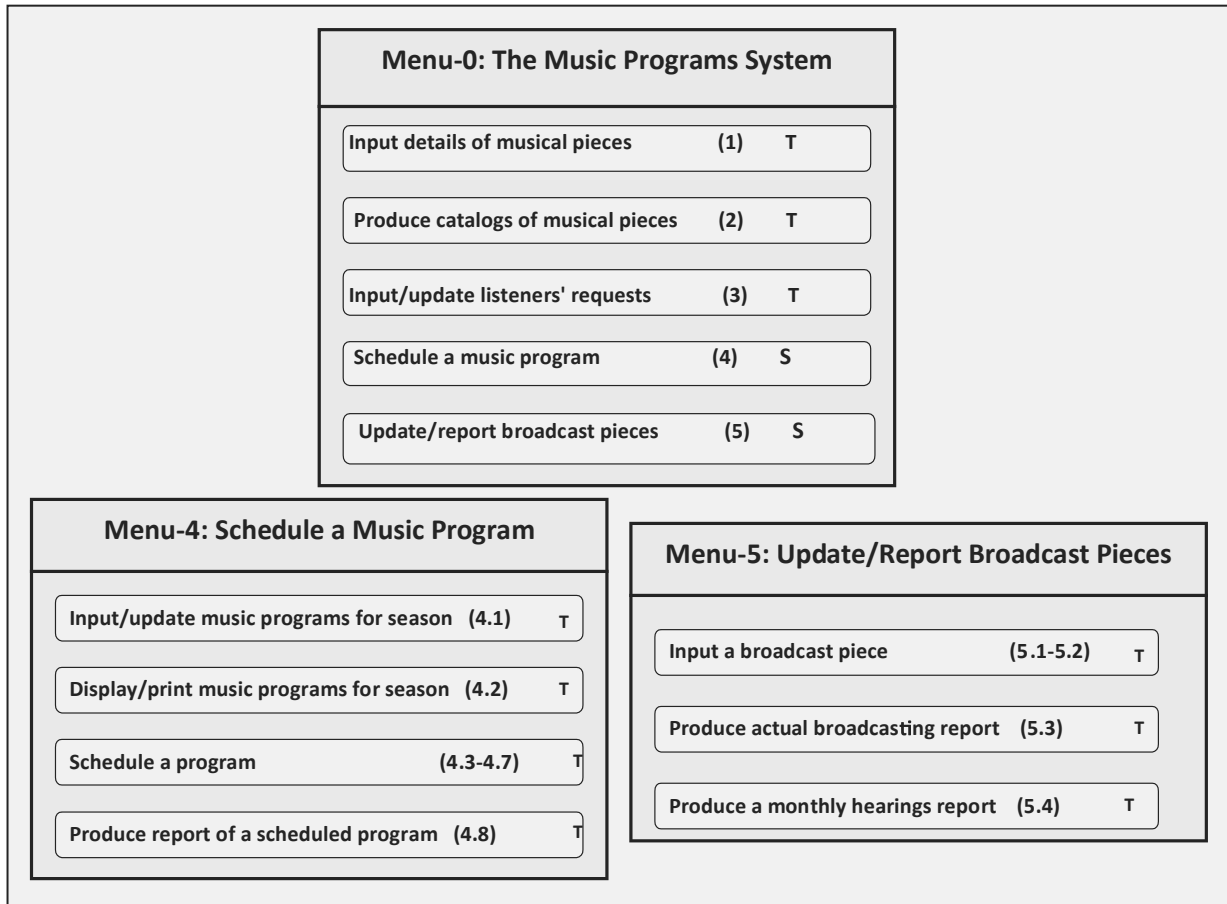 Menu-0: The Music Programs System
Input details of musical pieces (1) T
Produce catalogs of musical pieces (2) T
Input/update listeners' requests (3) T
Schedule a music program (4) S
Update/report broadcast pieces (5) S
Menu-4: Schedule a Music Program
Input/update music programs for season (4.1) T
Display/print music programs for season (4.2) T
Schedule a program (4.3-4.7) T
Produce report of a scheduled program (4.8) T
Menu-5: Update/Report Broadcast Pieces
Input a broadcast piece (5.1-5.2) T
Produce actual broadcasting report (5.3) T
Produce a monthly hearings report (5.4) T